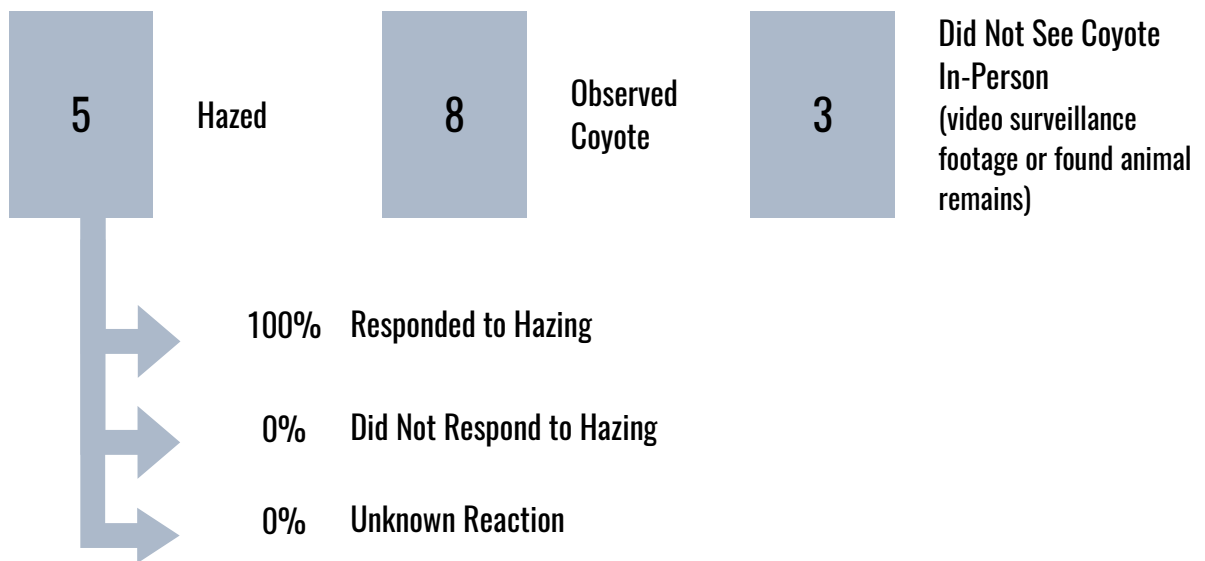 5
Hazed
8
Observed
Coyote
3
Did Not See Coyote
In-Person
(video surveillance
footage or found animal
remains)
100% Responded to Hazing
0% Did Not Respond to Hazing
0% Unknown Reaction